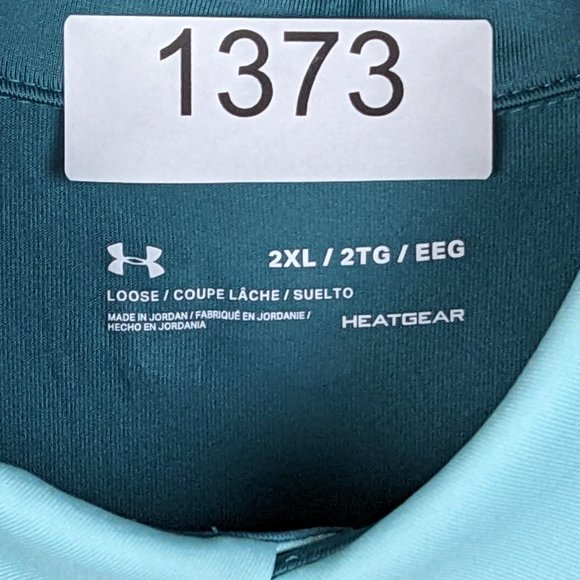 1373
2XL / 2TG / EEG
LOOSE / COUPE LÂCHE / SUELTO
MADE IN JORDAN / FABRIQUÉ EN JORDANIE /
HECHO EN JORDANIA
HEATGEAR